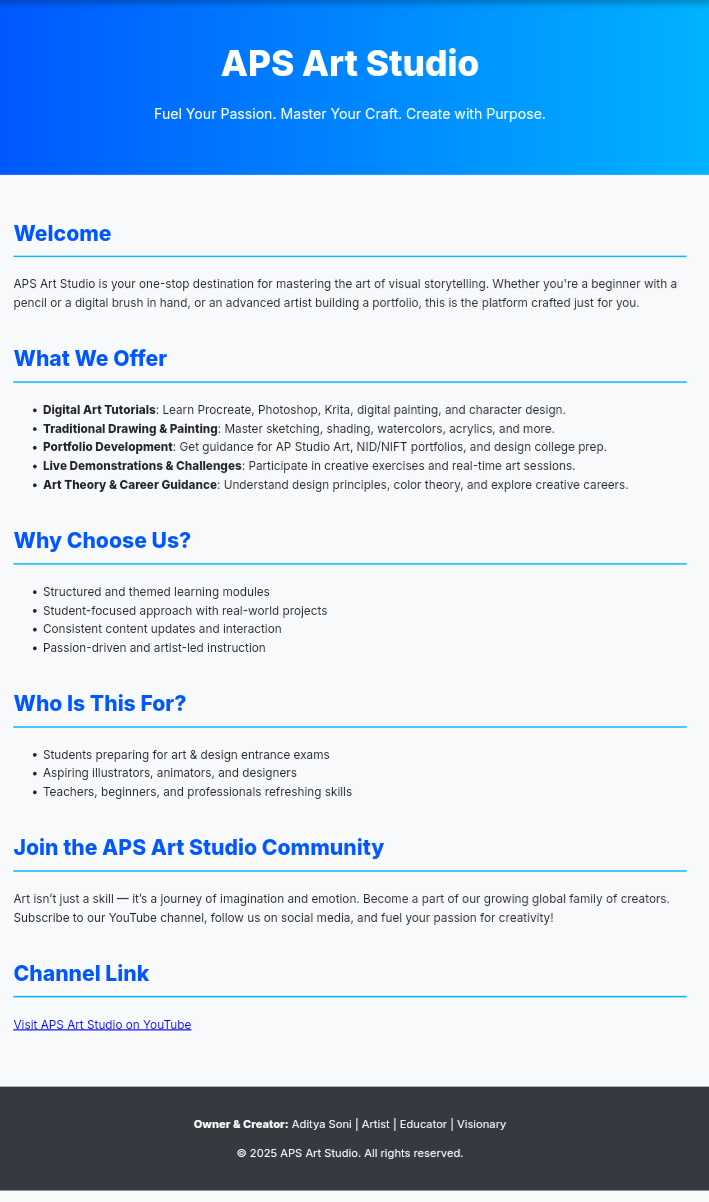 APS Art Studio
Fuel Your Passion. Master Your Craft. Create with Purpose.
Welcome
APS Art Studio is your one-stop destination for mastering the art of visual storytelling. Whether you're a beginner with a
pencil or a digital brush in hand, or an advanced artist building a portfolio, this is the platform crafted just for you.
What We Offer
• Digital Art Tutorials: Learn Procreate, Photoshop, Krita, digital painting, and character design.
• Traditional Drawing & Painting: Master sketching, shading, watercolors, acrylics, and more.
• Portfolio Development: Get guidance for AP Studio Art, NID/NIFT portfolios, and design college prep.
• Live Demonstrations & Challenges: Participate in creative exercises and real-time art sessions.
• Art Theory & Career Guidance: Understand design principles, color theory, and explore creative careers.
Why Choose Us?
• Structured and themed learning modules
• Student-focused approach with real-world projects
• Consistent content updates and interaction
• Passion-driven and artist-led instruction
Who Is This For?
• Students preparing for art & design entrance exams
• Aspiring illustrators, animators, and designers
• Teachers, beginners, and professionals refreshing skills
Join the APS Art Studio Community
Art isn’t just a skill — it’s a journey of imagination and emotion. Become a part of our growing global family of creators.
Subscribe to our YouTube channel, follow us on social media, and fuel your passion for creativity!
Channel Link
Visit APS Art Studio on YouTube
Owner & Creator: Aditya Soni | Artist | Educator | Visionary
© 2025 APS Art Studio. All rights reserved.